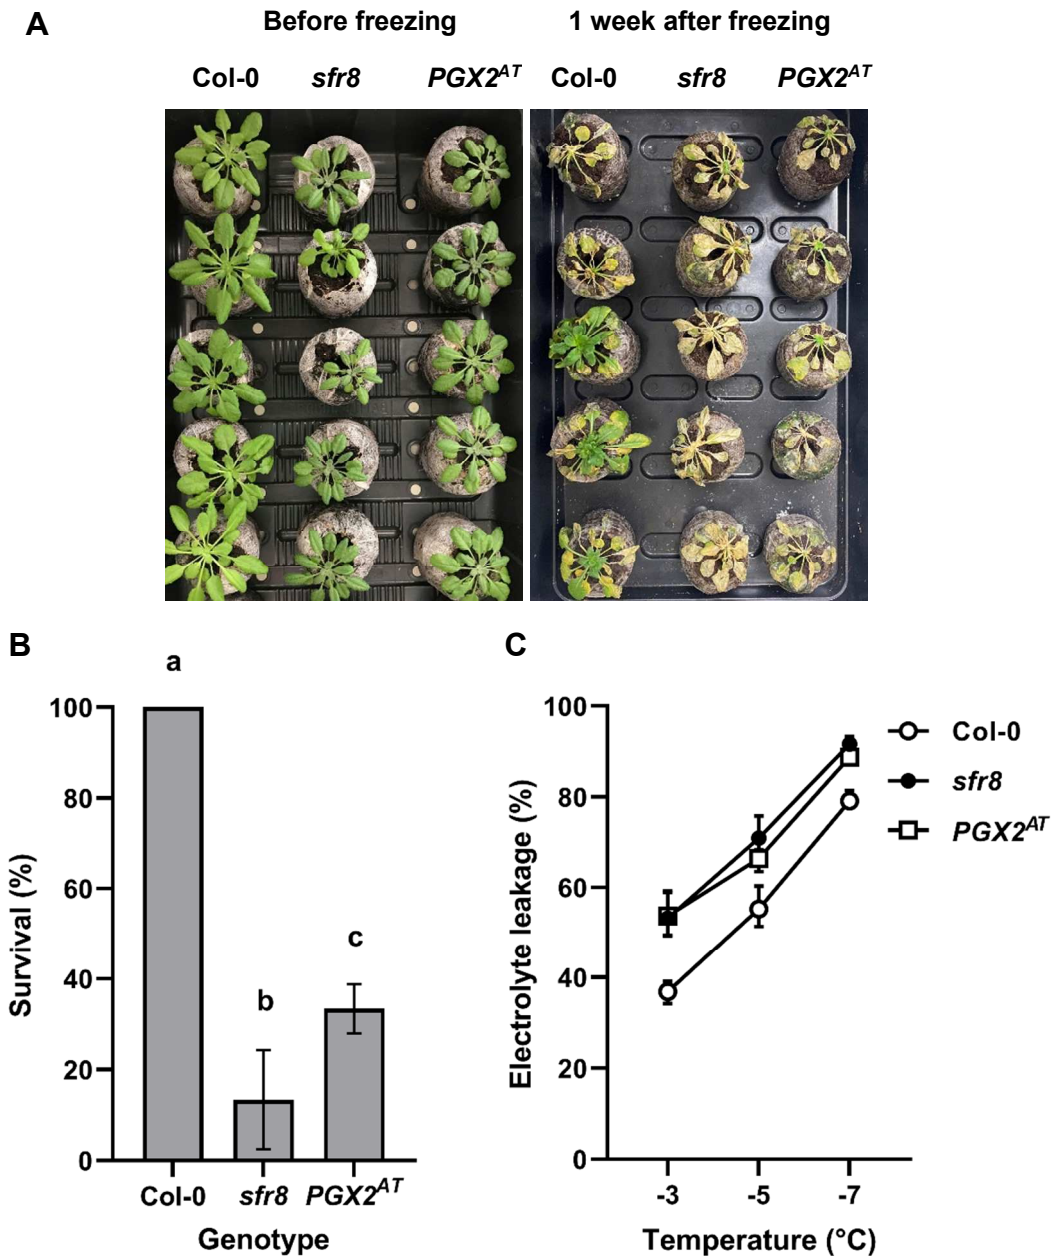 A
Before freezing
1 week after freezing
Col-0 sfr8 PGX2AT
Col-0 sfr8 PGX2AT
B
a
b
c
100
80
60
40
20
0
Survival (%)
Col-0 sfr8 PGX2AT
Genotype
C
100
80
60
40
20
0
Electrolyte leakage (%)
-3 -5 -7
Temperature (°C)
Col-0
sfr8
PGX2AT